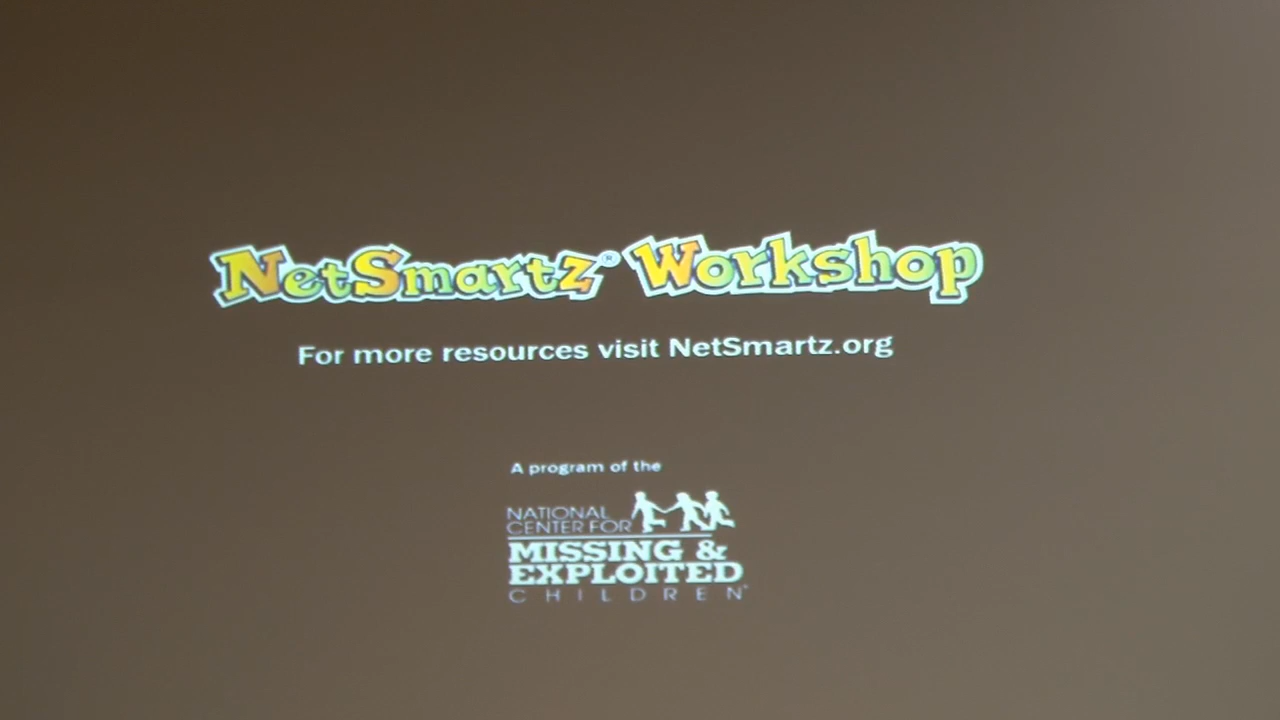 NetSmartz® Workshop
For more resources visit NetSmartz.org
A program of the
NATIONAL
CENTER FOR
MISSING &
EXPLOITED
CHILDREN